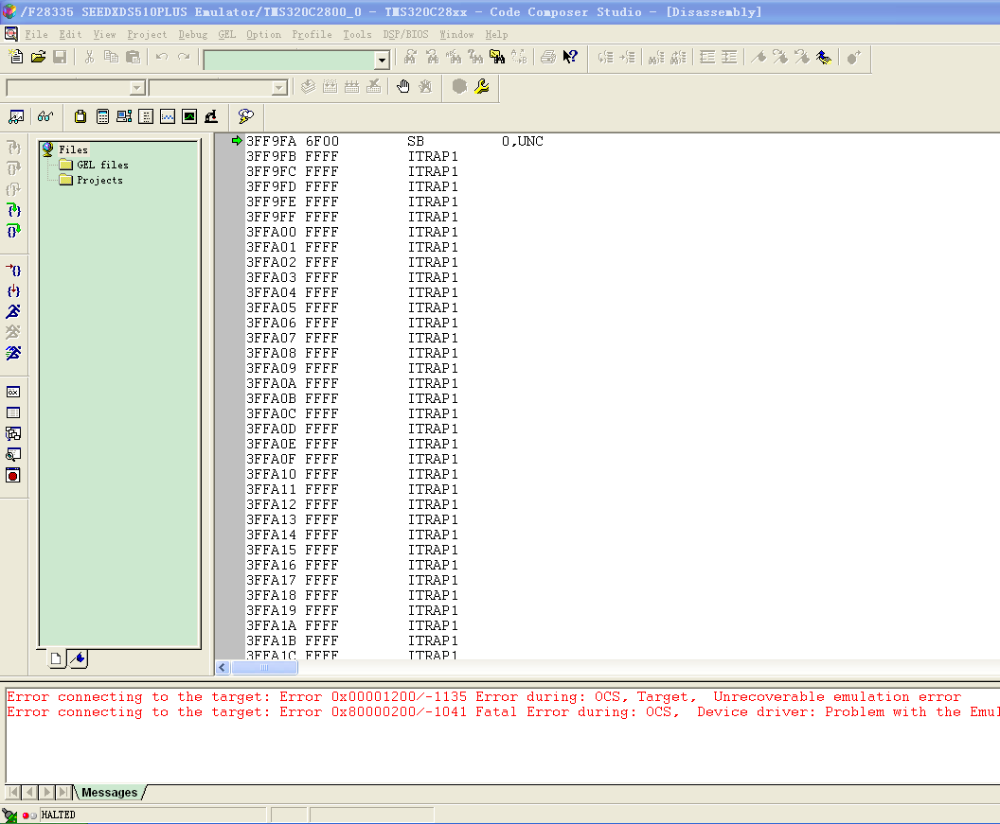 /F28335 SEEDXDS510PLUS Emulator/TMS320C2800_0 - TMS320C28xx - Code Composer Studio - [Disassembly]
File Edit View Project Debug GEL Option Profile Tools DSP/BIOS Window Help
Files
GEL files
Projects
3FF9FA 6F00 SB 0,UNC
3FF9FB FFFF ITRAP1
3FF9FC FFFF ITRAP1
3FF9FD FFFF ITRAP1
3FF9FE FFFF ITRAP1
3FF9FF FFFF ITRAP1
3FFA00 FFFF ITRAP1
3FFA01 FFFF ITRAP1
3FFA02 FFFF ITRAP1
3FFA03 FFFF ITRAP1
3FFA04 FFFF ITRAP1
3FFA05 FFFF ITRAP1
3FFA06 FFFF ITRAP1
3FFA07 FFFF ITRAP1
3FFA08 FFFF ITRAP1
3FFA09 FFFF ITRAP1
3FFA0A FFFF ITRAP1
3FFA0B FFFF ITRAP1
3FFA0C FFFF ITRAP1
3FFA0D FFFF ITRAP1
3FFA0E FFFF ITRAP1
3FFA0F FFFF ITRAP1
3FFA10 FFFF ITRAP1
3FFA11 FFFF ITRAP1
3FFA12 FFFF ITRAP1
3FFA13 FFFF ITRAP1
3FFA14 FFFF ITRAP1
3FFA15 FFFF ITRAP1
3FFA16 FFFF ITRAP1
3FFA17 FFFF ITRAP1
3FFA18 FFFF ITRAP1
3FFA19 FFFF ITRAP1
3FFA1A FFFF ITRAP1
3FFA1B FFFF ITRAP1
3FFA1C FFFF ITRAP1
Error connecting to the target: Error 0x00001200/-1135 Error during: OCS, Target, Unrecoverable emulation error
Error connecting to the target: Error 0x80000200/-1041 Fatal Error during: OCS, Device driver: Problem with the Emu
Messages
HALTED